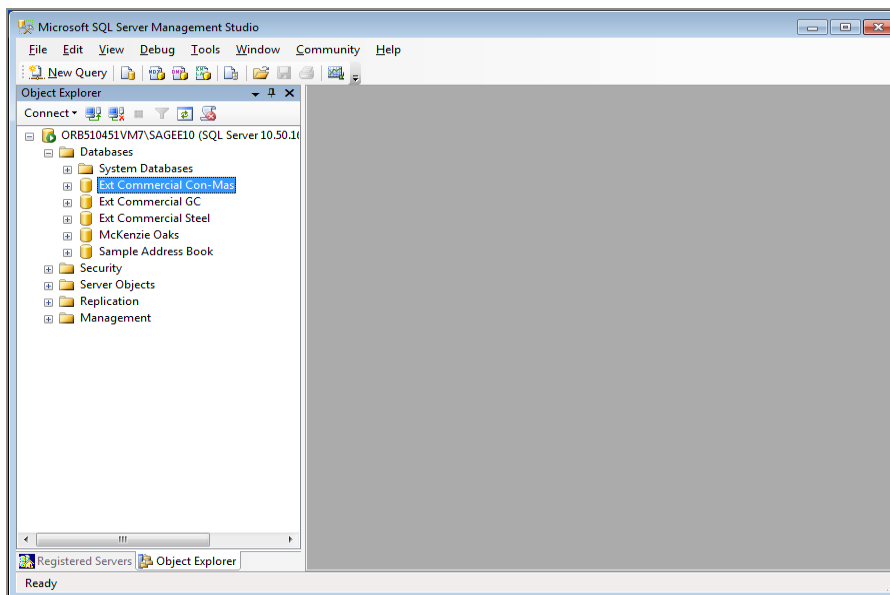 Microsoft SQL Server Management Studio
File Edit View Debug Tools Window Community Help
New Query
Object Explorer
Connect
ORB510451VM7\SAGEE10 (SQL Server 10.50.16
Databases
System Databases
Ext Commercial Con-Mas
Ext Commercial GC
Ext Commercial Steel
McKenzie Oaks
Sample Address Book
Security
Server Objects
Replication
Management
Registered Servers Object Explorer
Ready